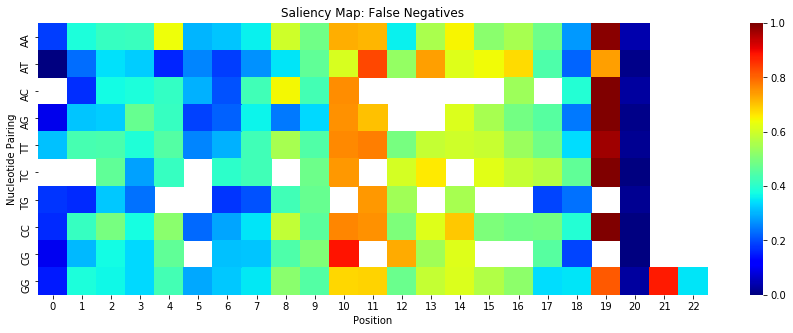 Saliency Map: False Negatives
Nucleotide Pairing
AA
AT
AC
AG
TT
TC
TG
CC
CG
GG
0 1 2 3 4 5 6 7 8 9 10 11 12 13 14 15 16 17 18 19 20 21 22
Position
1.0
0.8
0.6
0.4
0.2
0.0